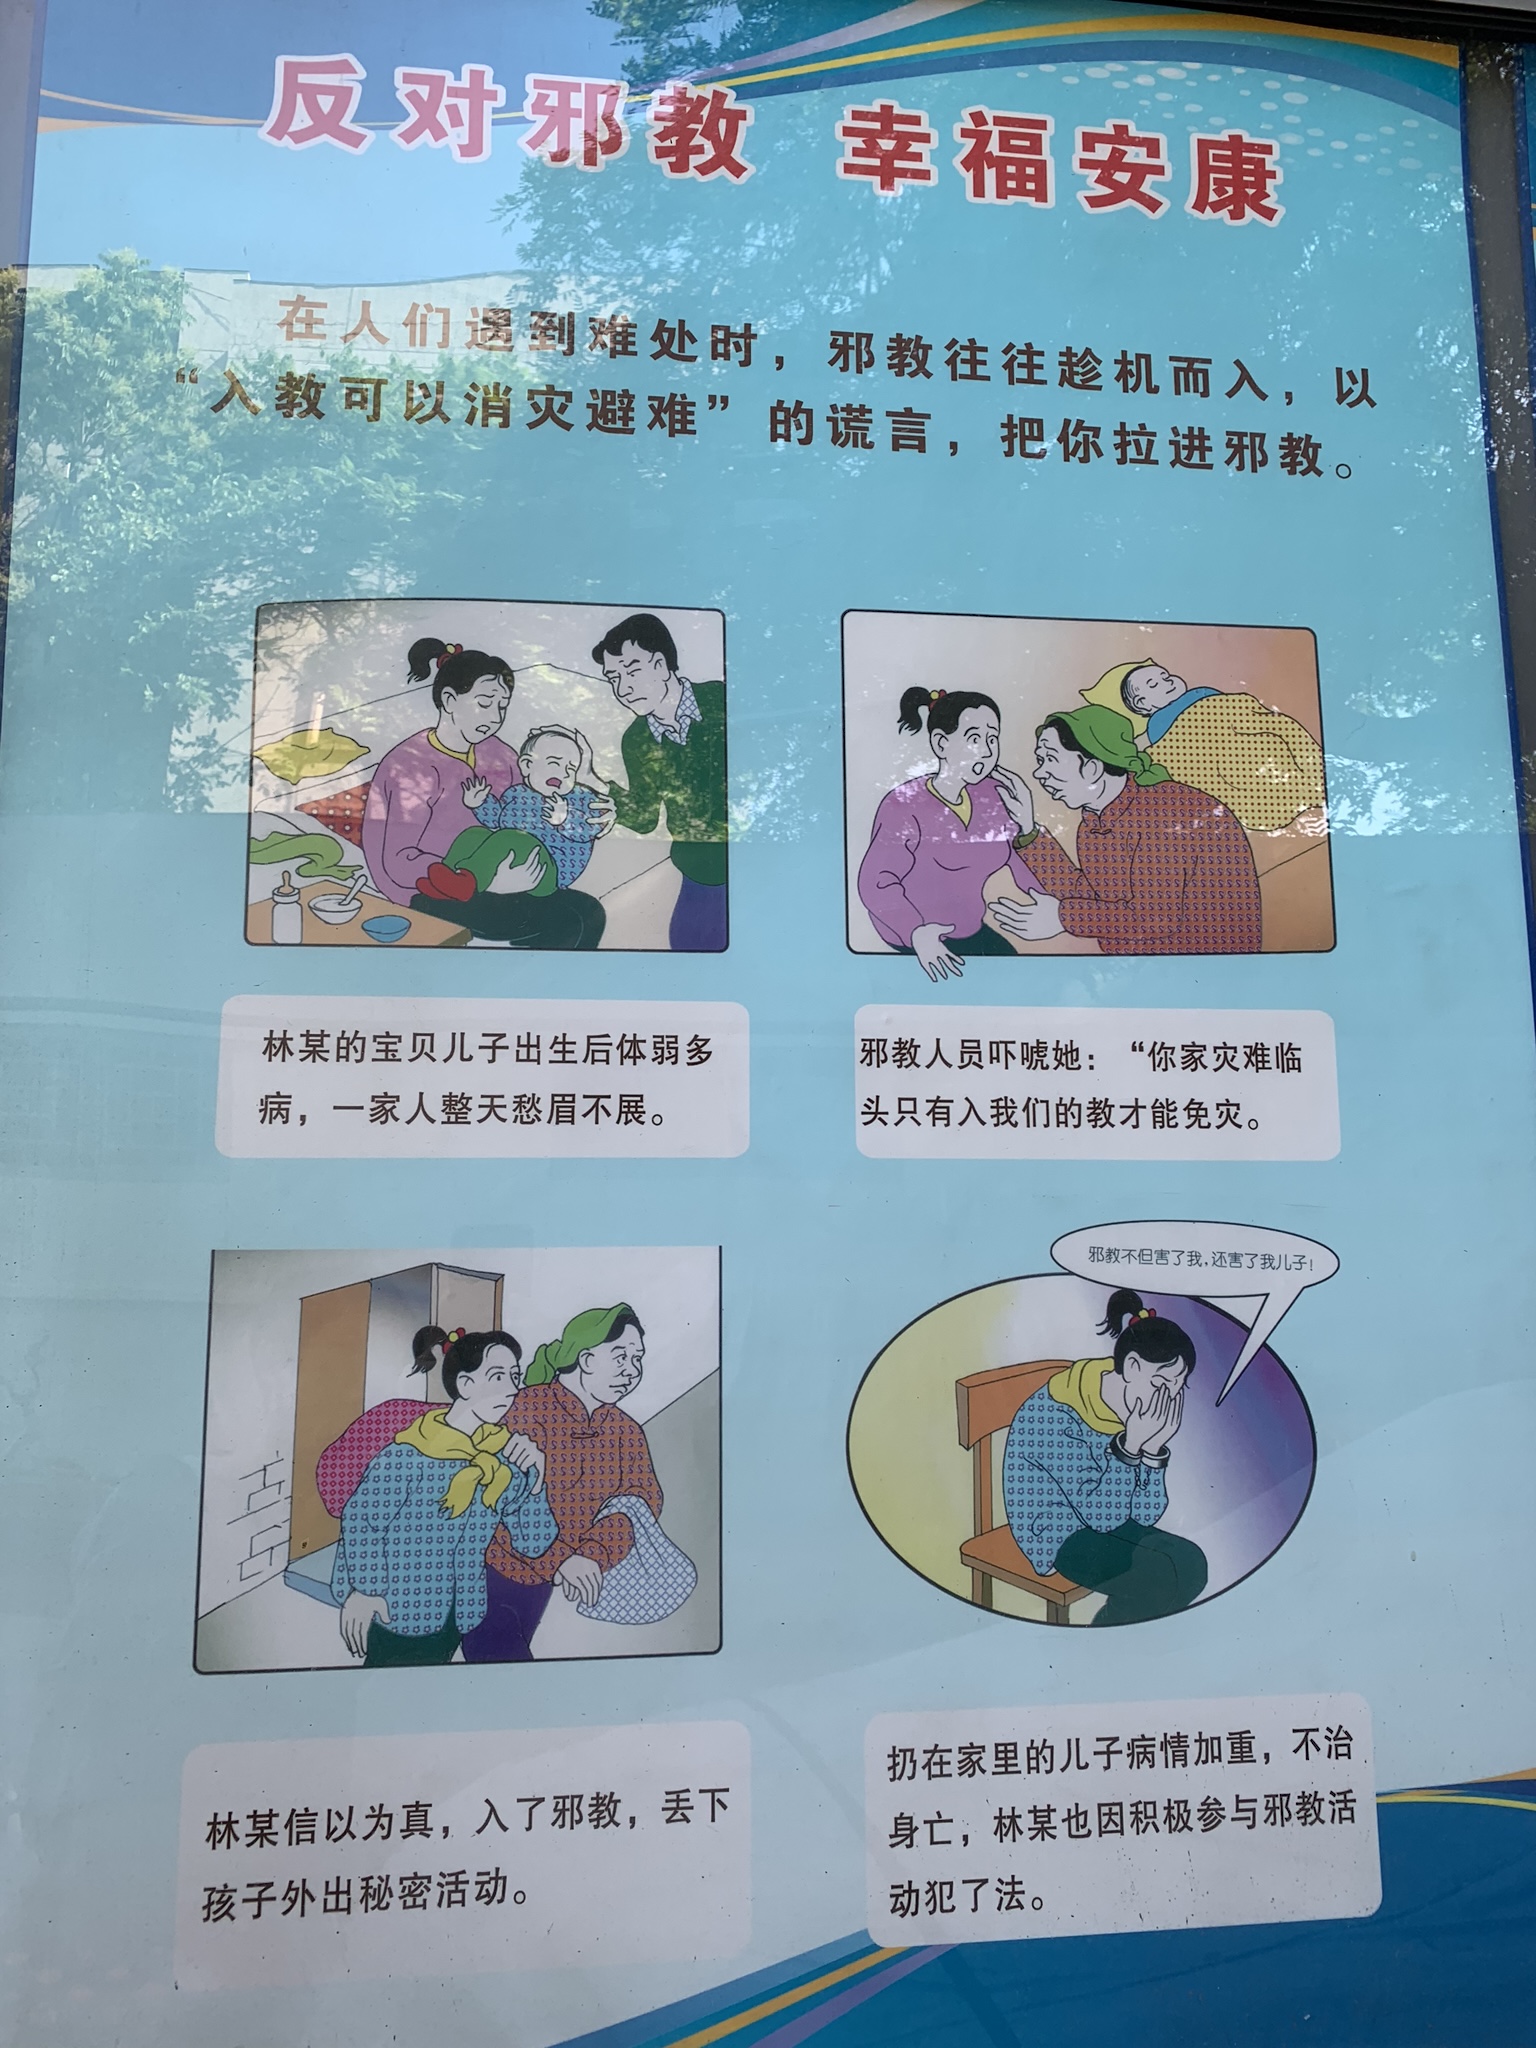 反对邪教 幸福安康
在人们遇到难处时，邪教往往趁机而入，以
“入教可以消灾避难”的谎言，把你拉进邪教。
林某的宝贝儿子出生后体弱多
病，一家人整天愁眉不展。
邪教人员吓唬她：“你家灾难临
头只有入我们的教才能免灾。
邪教不但害了我，还害了我儿子！
林某信以为真，入了邪教，丢下
孩子外出秘密活动。
扔在家里的儿子病情加重，不治
身亡，林某也因积极参与邪教活
动犯了法。